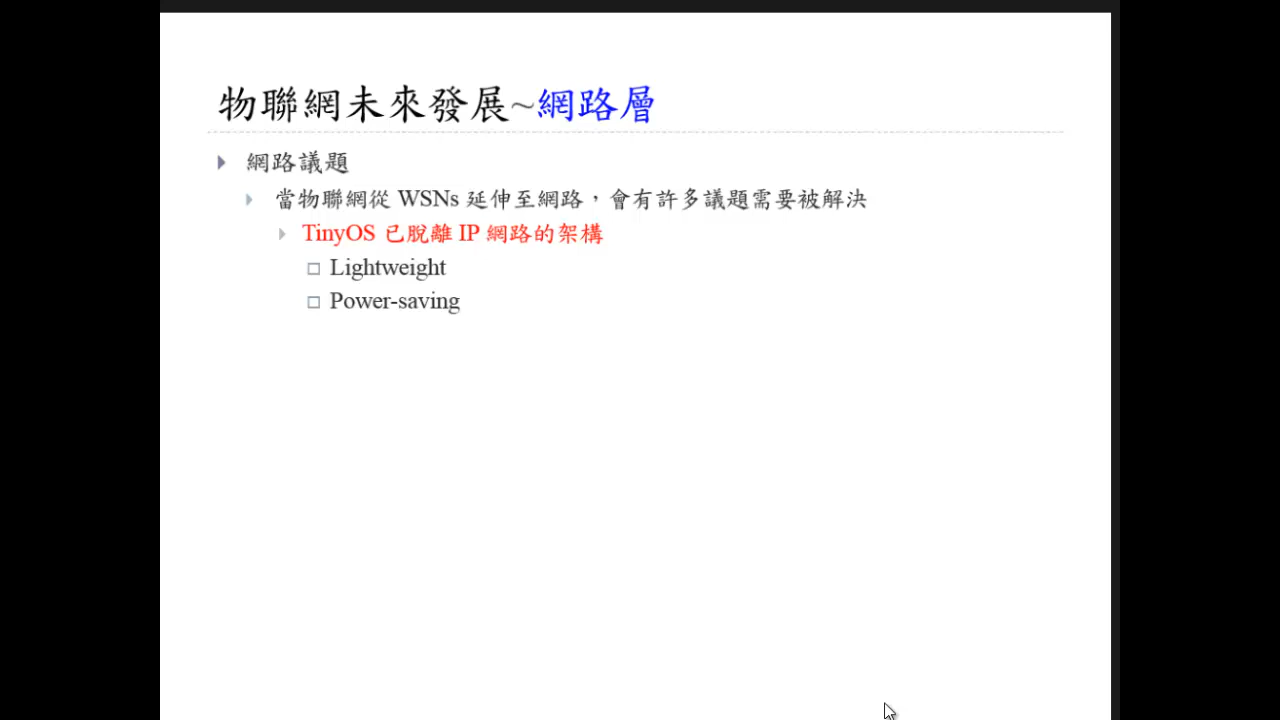 物聯網未來發展~網路層
網路議題
當物聯網從 WSNs 延伸至網路，會有許多議題需要被解決
TinyOS 已脫離 IP 網路的架構
Lightweight
Power-saving